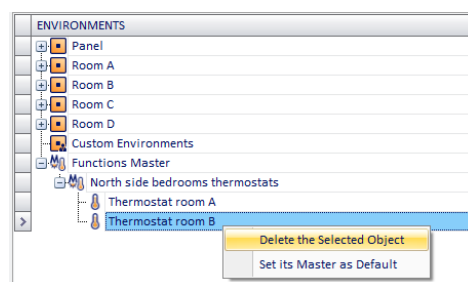 ENVIRONMENTS
Panel
Room A
Room B
Room C
Room D
Custom Environments
Functions Master
North side bedrooms thermostats
Thermostat room A
Thermostat room B
Delete the Selected Object
Set its Master as Default